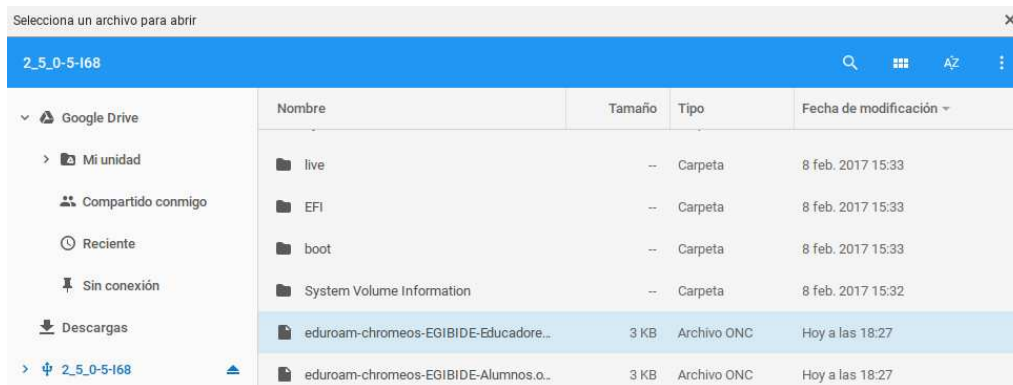 Selecciona un archivo para abrir
2_5_0-5-I68
AZ
Google Drive
Mi unidad
Compartido conmigo
Reciente
Sin conexión
Descargas
2_5_0-5-I68
Nombre Tamaño Tipo Fecha de modificación
live -- Carpeta 8 feb. 2017 15:33
EFI -- Carpeta 8 feb. 2017 15:33
boot -- Carpeta 8 feb. 2017 15:33
System Volume Information -- Carpeta 8 feb. 2017 15:32
eduroam-chromeos-EGIBIDE-Educadore... 3 KB Archivo ONC Hoy a las 18:27
eduroam-chromeos-EGIBIDE-Alumnos.o... 3 KB Archivo ONC Hoy a las 18:27